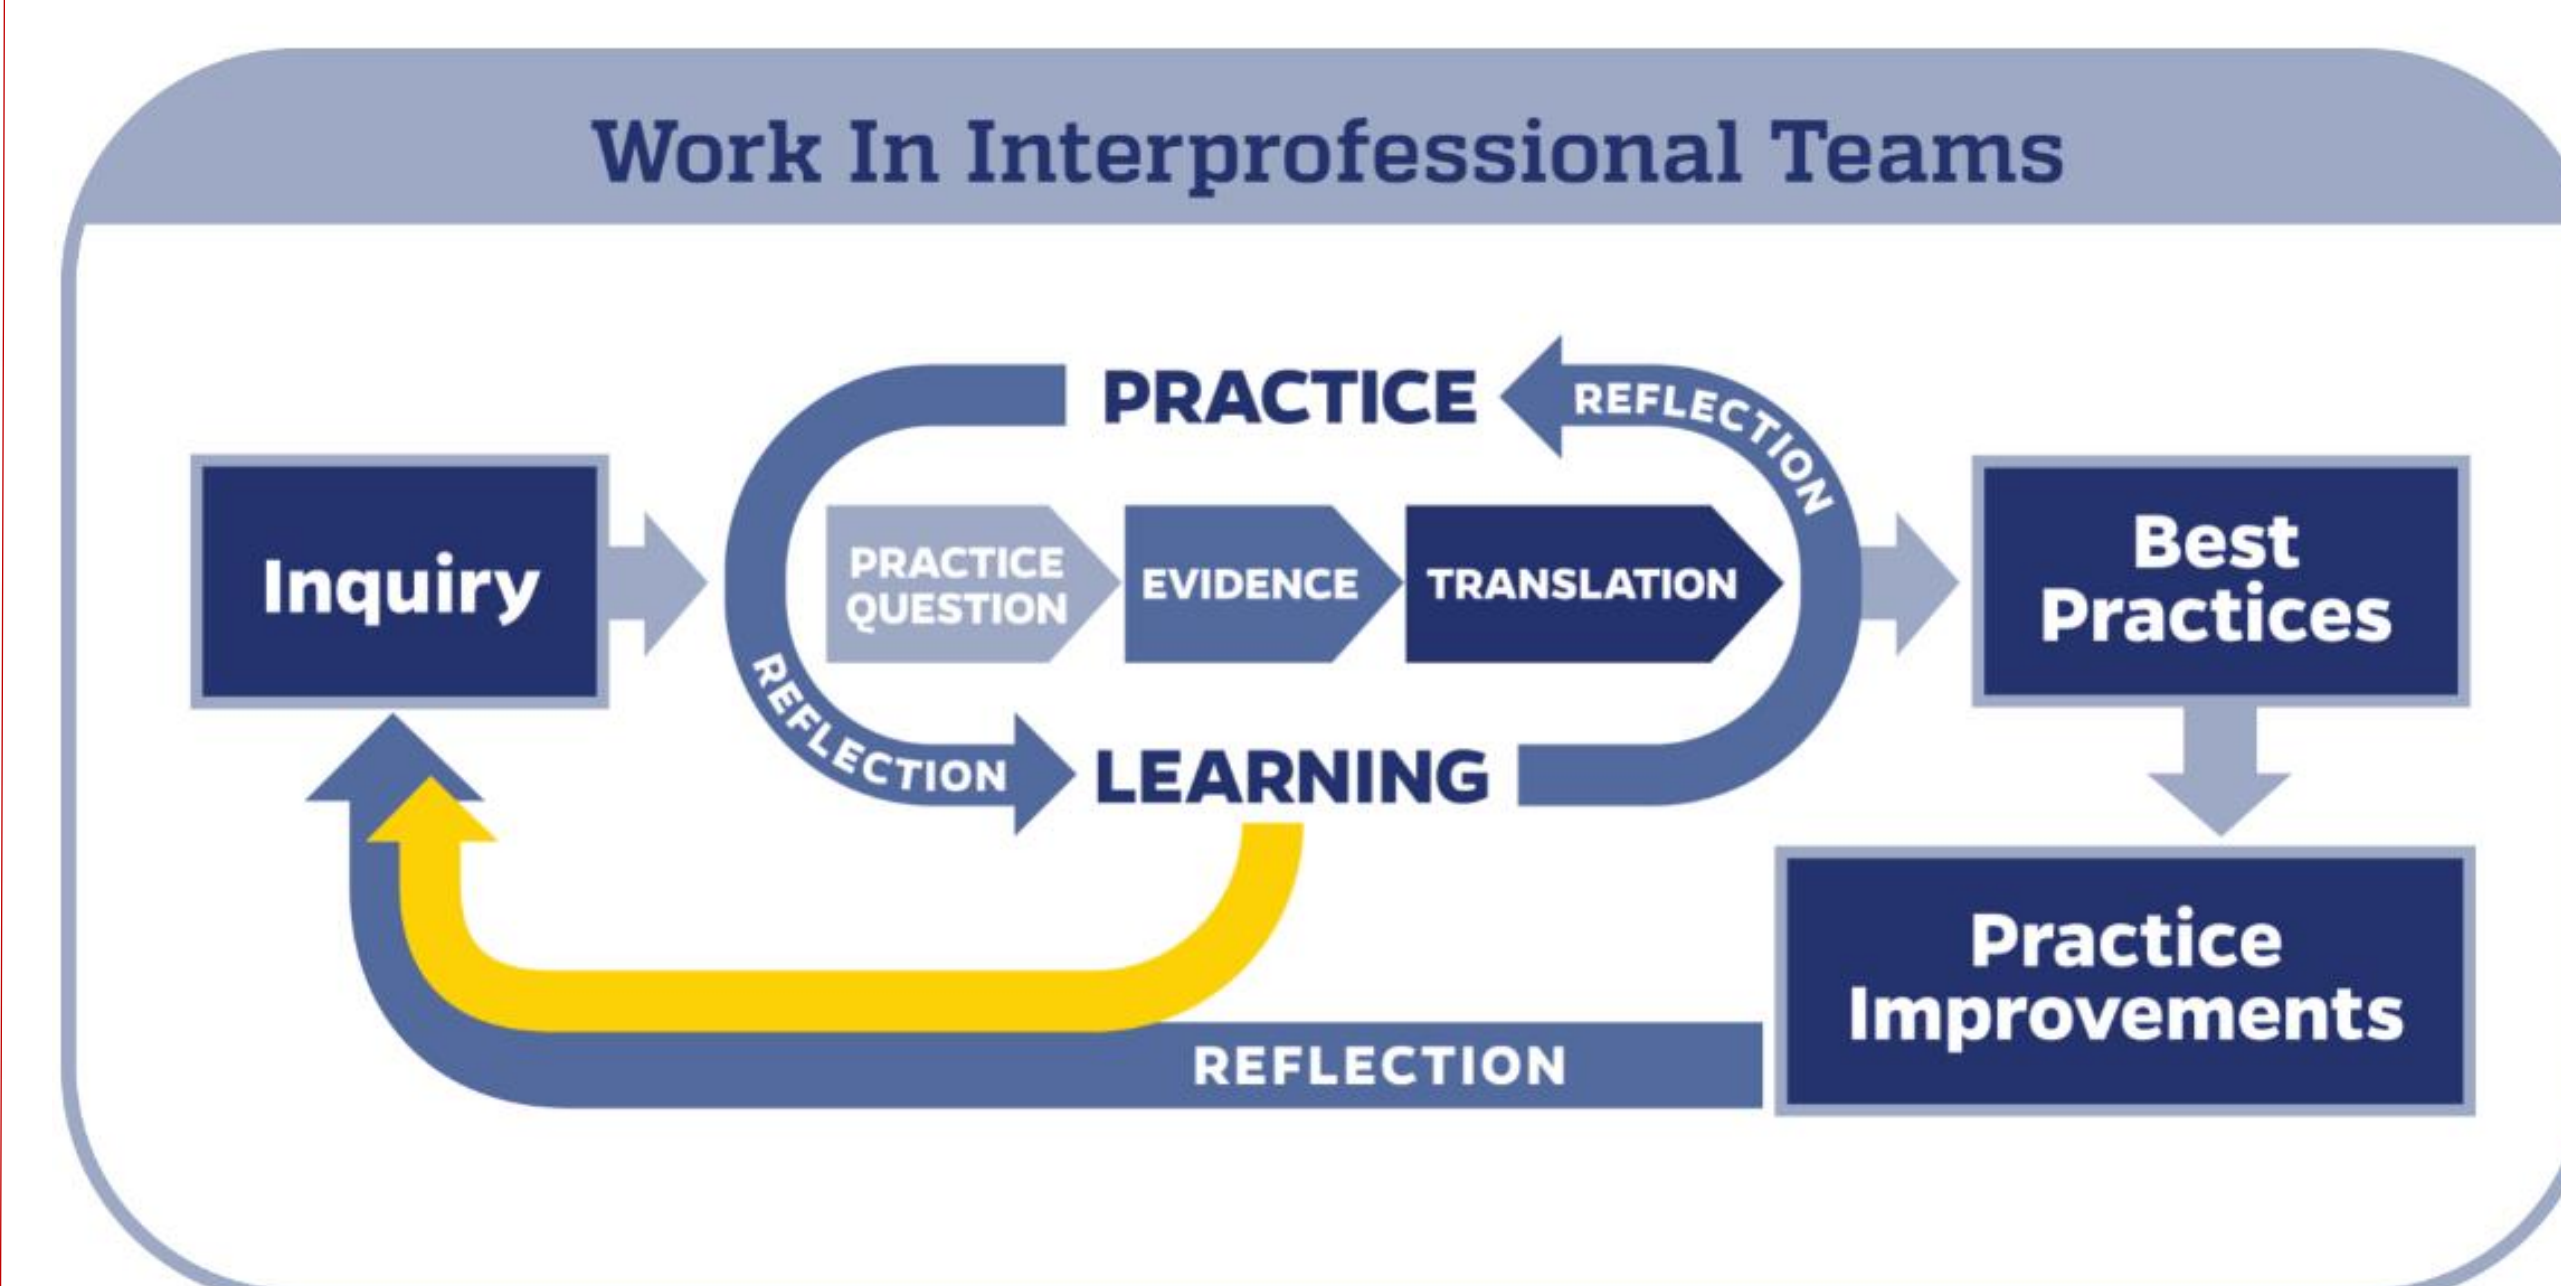 Work In Interprofessional Teams
PRACTICE
REFLECTION
Inquiry
PRACTICE
QUESTION
EVIDENCE
TRANSLATION
Best
Practices
REFLECTION
LEARNING
Practice
Improvements
REFLECTION